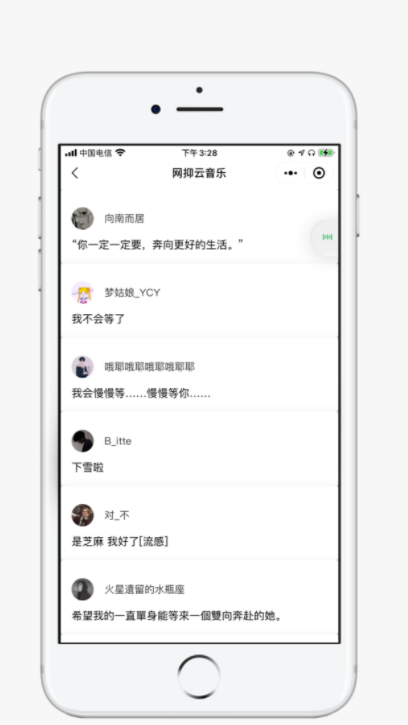 中国电信
下午3:28
网抑云音乐
向南而居
“你一定一定要，奔向更好的生活。”
梦姑娘_YCY
我不会等了
哦耶哦耶哦耶哦耶耶
我会慢慢等……慢慢等你……
B_itte
下雪啦
对_不
是芝麻 我好了[流感]
火星遗留的水瓶座
希望我的一直單身能等來一個雙向奔赴的她。